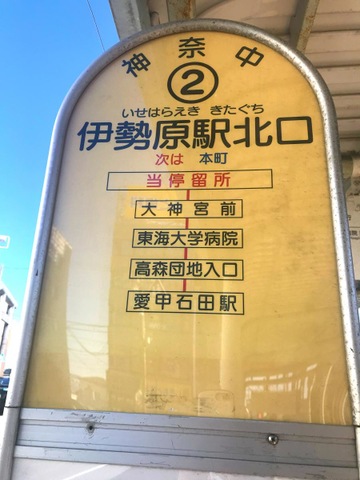 神奈中
②
いせはらえき きたぐち
伊勢原駅北口
次は 本町
当停留所
大神宮前
東海大学病院
高森団地入口
愛甲石田駅